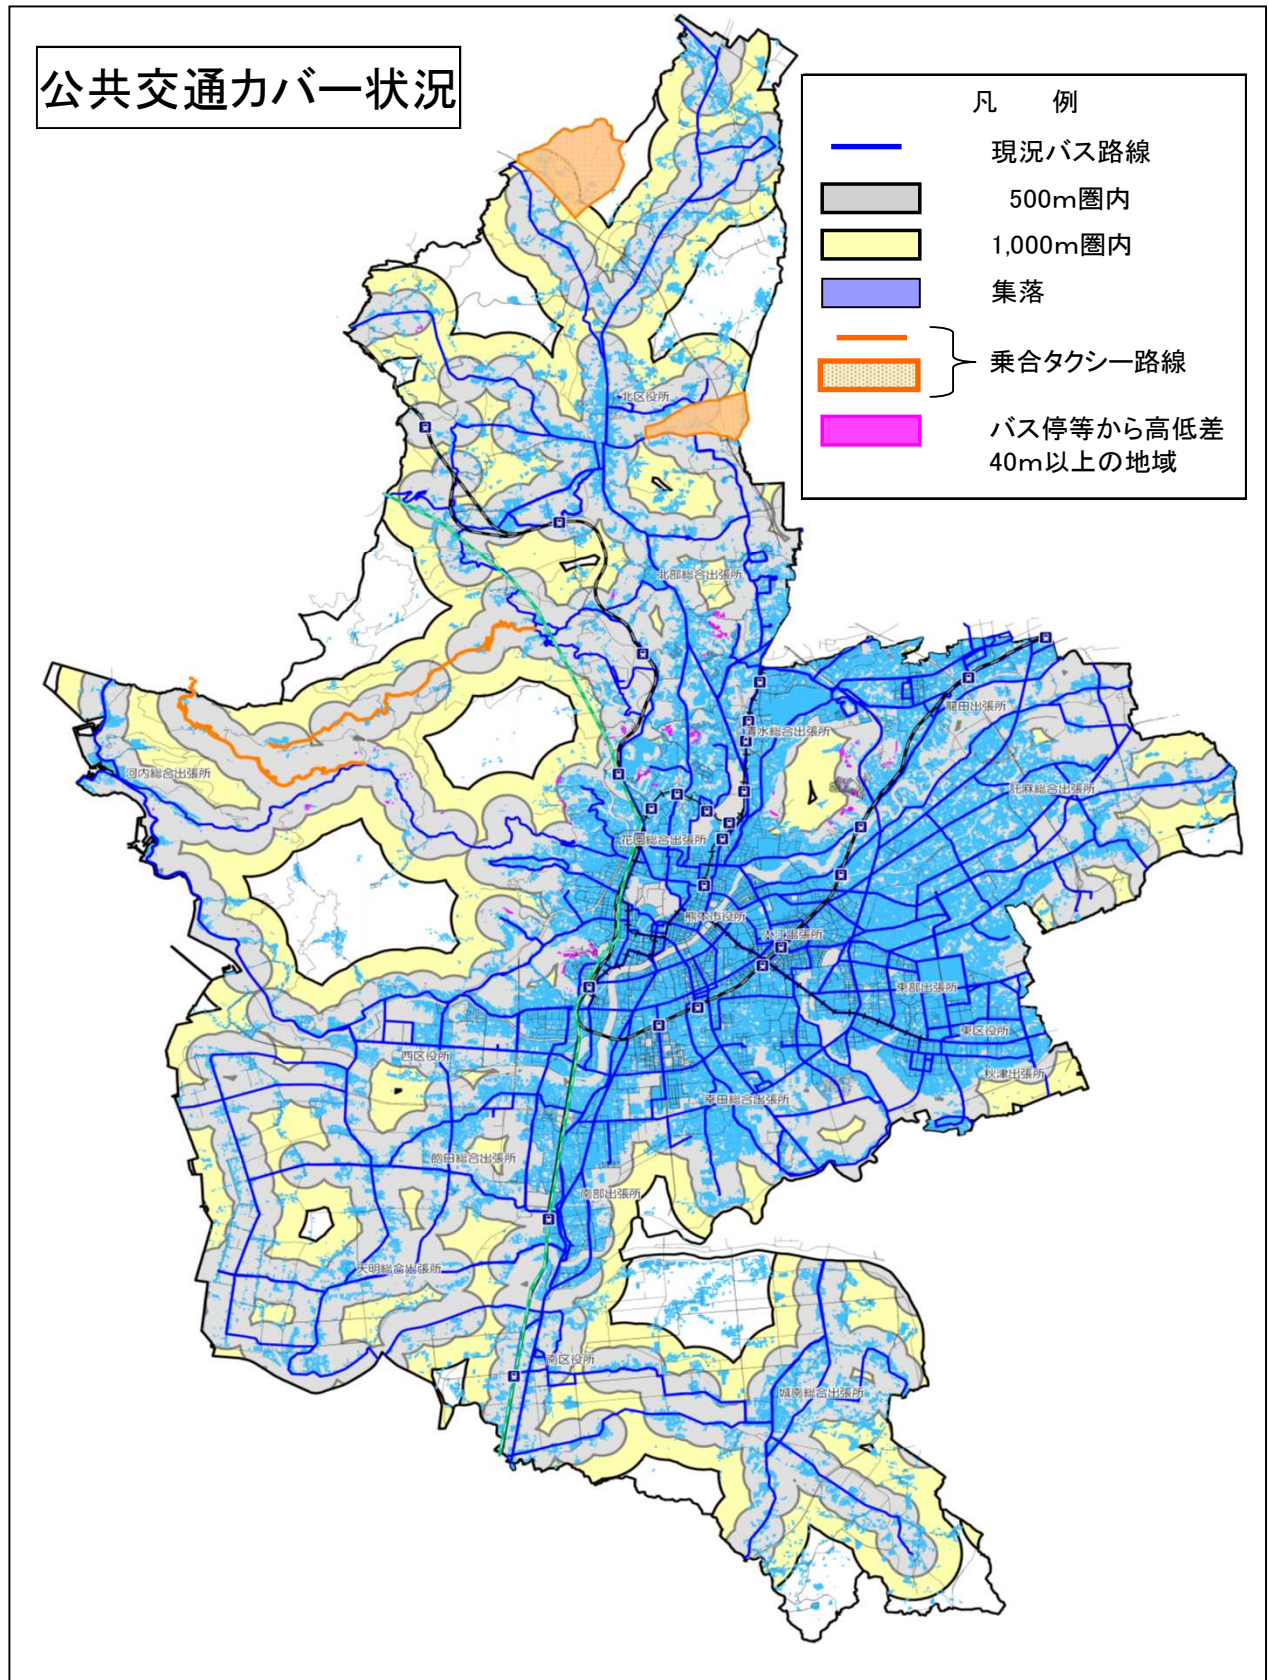 公共交通カバー状況
凡　例
現況バス路線
500m圏内
1,000m圏内
集落
乗合タクシー路線
バス停等から高低差
40m以上の地域
北区役所
北部総合出張所
龍田出張所
清水総合出張所
河内総合出張所
託麻総合出張所
花園総合出張所
熊本市役所
大江出張所
東部出張所
東区役所
西区役所
秋津出張所
幸田総合出張所
飽田総合出張所
南部出張所
天明総合出張所
南区役所
城南総合出張所